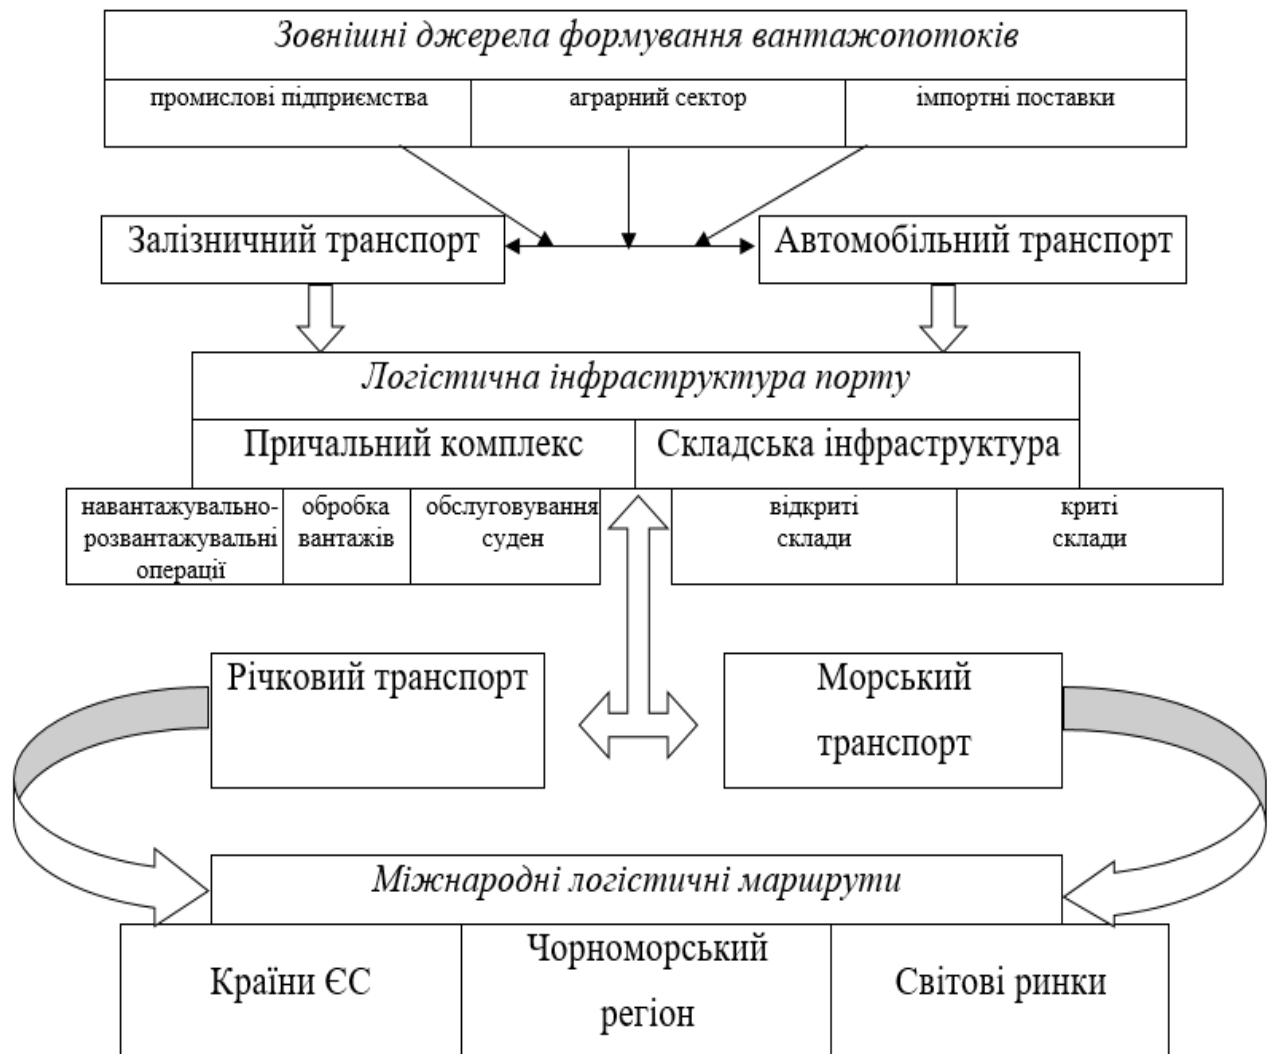 Зовнішні джерела формування вантажопотоків
промислові підприємства
аграрний сектор
імпортні поставки
Залізничний транспорт
Автомобільний транспорт
Логістична інфраструктура порту
Причальний комплекс
Складська інфраструктура
навантажувально-
розвантажувальні
операції
обробка
вантажів
обслуговування
суден
відкриті
склади
криті
склади
Річковий транспорт
Морський
транспорт
Міжнародні логістичні маршрути
Країни ЄС
Чорноморський
регіон
Світові ринки